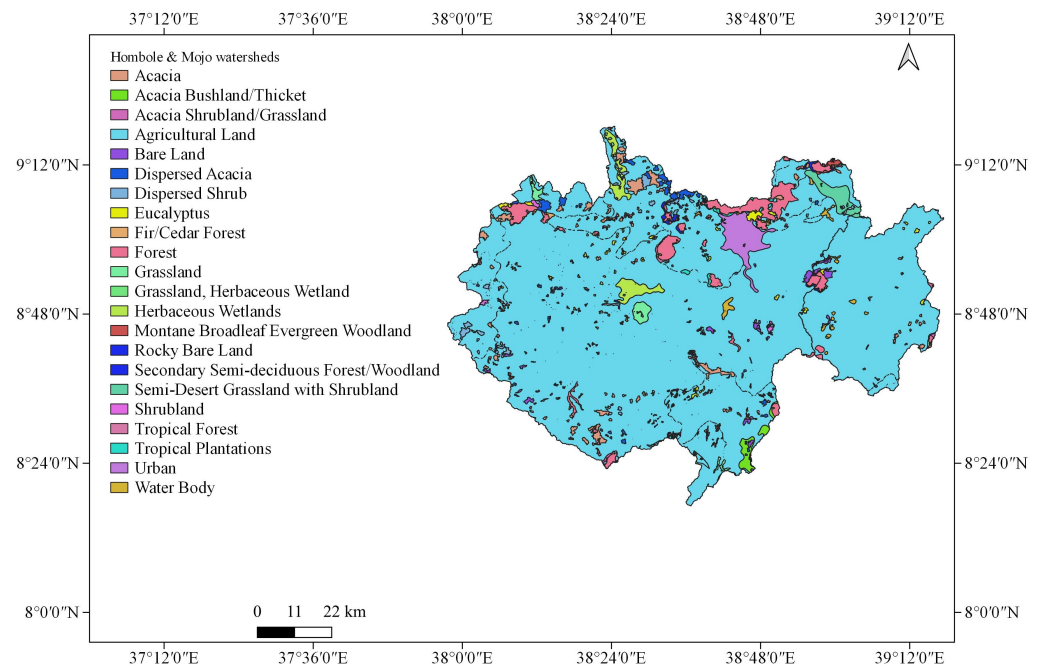 37°12′0″E 37°36′0″E 38°00′0″E 38°24′0″E 38°48′0″E 39°12′0″E
Hombole & Mojo watersheds
Acacia
Acacia Bushland/Thicket
Acacia Shrubland/Grassland
Agricultural Land
Bare Land
9°12′0″N 9°12′0″N
Dispersed Acacia
Dispersed Shrub
Eucalyptus
Fir/Cedar Forest
Forest
Grassland
Grassland, Herbaceous Wetland
Herbaceous Wetlands
8°48′0″N 8°48′0″N
Montane Broadleaf Evergreen Woodland
Rocky Bare Land
Secondary Semi-deciduous Forest/Woodland
Semi-Desert Grassland with Shrubland
Shrubland
Tropical Forest
Tropical Plantations
8°24′0″N 8°24′0″N
Urban
Water Body
8°0′0″N 8°0′0″N
0 11 22 km
37°12′0″E 37°36′0″E 38°00′0″E 38°24′0″E 38°48′0″E 39°12′0″E